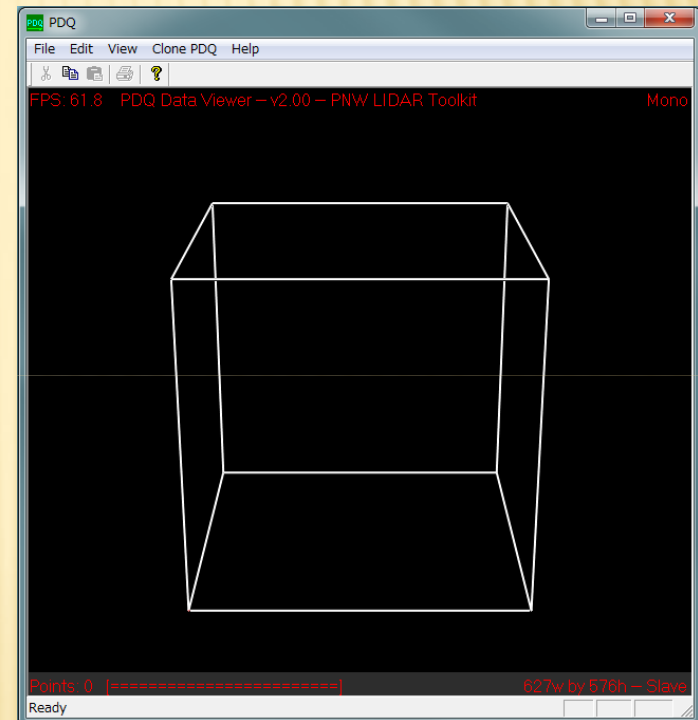 PDQ PDQ
File Edit View Clone PDQ Help
FPS: 61.8 PDQ Data Viewer – v2.00 – PNW LIDAR Toolkit Mono
Points: 0 [========================] 627w by 576h – Slave
Ready